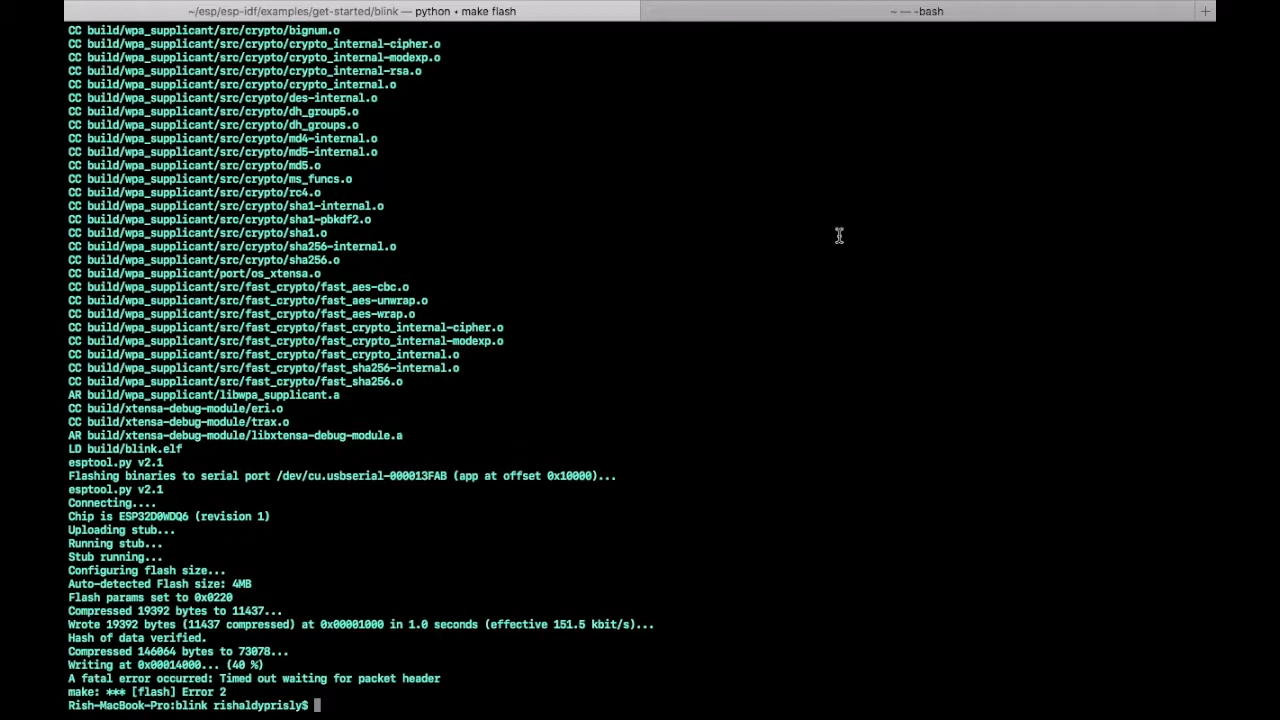 ~/esp/esp-idf/examples/get-started/blink — python • make flash
~ — -bash
CC build/wpa_supplicant/src/crypto/bignum.o
CC build/wpa_supplicant/src/crypto/crypto_internal-cipher.o
CC build/wpa_supplicant/src/crypto/crypto_internal-modexp.o
CC build/wpa_supplicant/src/crypto/crypto_internal-rsa.o
CC build/wpa_supplicant/src/crypto/crypto_internal.o
CC build/wpa_supplicant/src/crypto/des-internal.o
CC build/wpa_supplicant/src/crypto/dh_group5.o
CC build/wpa_supplicant/src/crypto/dh_groups.o
CC build/wpa_supplicant/src/crypto/md4-internal.o
CC build/wpa_supplicant/src/crypto/md5-internal.o
CC build/wpa_supplicant/src/crypto/md5.o
CC build/wpa_supplicant/src/crypto/ms_funcs.o
CC build/wpa_supplicant/src/crypto/rc4.o
CC build/wpa_supplicant/src/crypto/sha1-internal.o
CC build/wpa_supplicant/src/crypto/sha1-pbkdf2.o
CC build/wpa_supplicant/src/crypto/sha1.o
CC build/wpa_supplicant/src/crypto/sha256-internal.o
CC build/wpa_supplicant/src/crypto/sha256.o
CC build/wpa_supplicant/port/os_xtensa.o
CC build/wpa_supplicant/src/fast_crypto/fast_aes-cbc.o
CC build/wpa_supplicant/src/fast_crypto/fast_aes-unwrap.o
CC build/wpa_supplicant/src/fast_crypto/fast_aes-wrap.o
CC build/wpa_supplicant/src/fast_crypto/fast_crypto_internal-cipher.o
CC build/wpa_supplicant/src/fast_crypto/fast_crypto_internal-modexp.o
CC build/wpa_supplicant/src/fast_crypto/fast_crypto_internal.o
CC build/wpa_supplicant/src/fast_crypto/fast_sha256-internal.o
CC build/wpa_supplicant/src/fast_crypto/fast_sha256.o
AR build/wpa_supplicant/libwpa_supplicant.a
CC build/xtensa-debug-module/eri.o
CC build/xtensa-debug-module/trax.o
AR build/xtensa-debug-module/libxtensa-debug-module.a
LD build/blink.elf
esptool.py v2.1
Flashing binaries to serial port /dev/cu.usbserial-000013FAB (app at offset 0x10000)...
esptool.py v2.1
Connecting....
Chip is ESP32D0WDQ6 (revision 1)
Uploading stub...
Running stub...
Stub running...
Configuring flash size...
Auto-detected Flash size: 4MB
Flash params set to 0x0220
Compressed 19392 bytes to 11437...
Wrote 19392 bytes (11437 compressed) at 0x00001000 in 1.0 seconds (effective 151.5 kbit/s)...
Hash of data verified.
Compressed 146064 bytes to 73078...
Writing at 0x00014000... (40 %)
A fatal error occurred: Timed out waiting for packet header
make: *** [flash] Error 2
Rish-MacBook-Pro:blink rishaldyprisly$